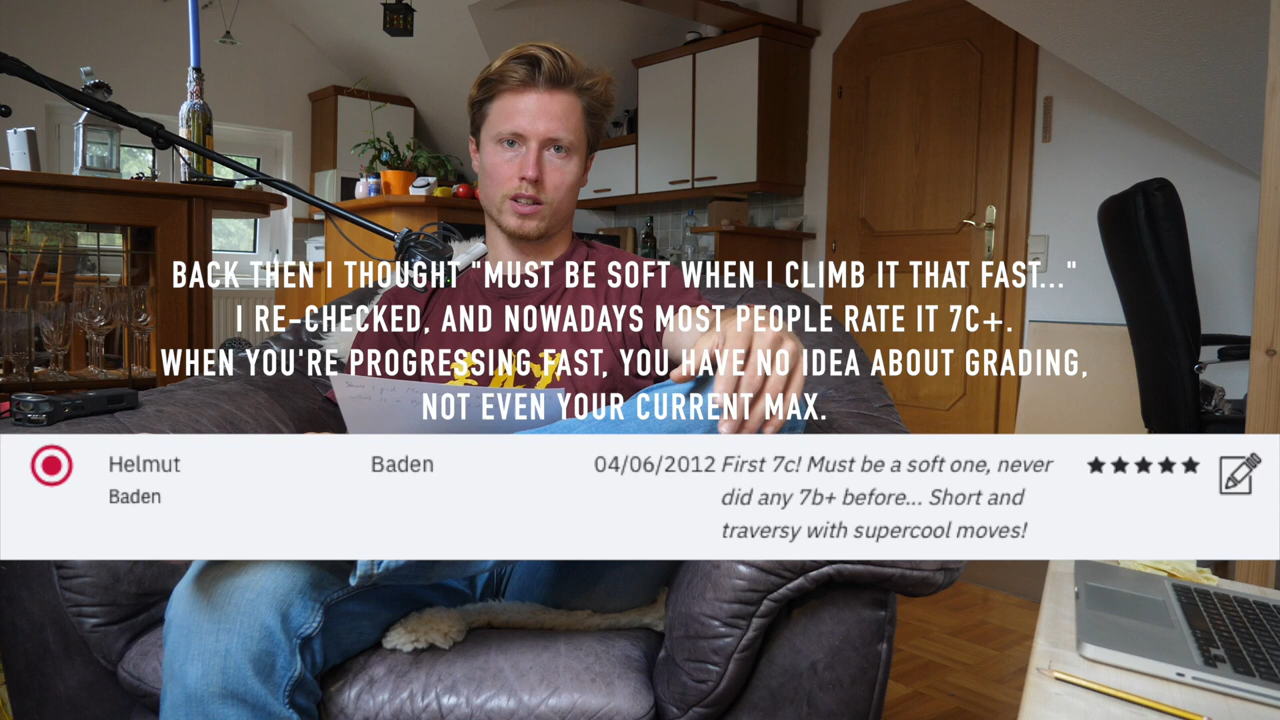 BACK THEN I THOUGHT "MUST BE SOFT WHEN I CLIMB IT THAT FAST..."
I RE-CHECKED, AND NOWADAYS MOST PEOPLE RATE IT 7C+.
WHEN YOU'RE PROGRESSING FAST, YOU HAVE NO IDEA ABOUT GRADING,
NOT EVEN YOUR CURRENT MAX.
Helmut Baden 04/06/2012 First 7c! Must be a soft one, never
Baden did any 7b+ before... Short and
traversy with supercool moves!